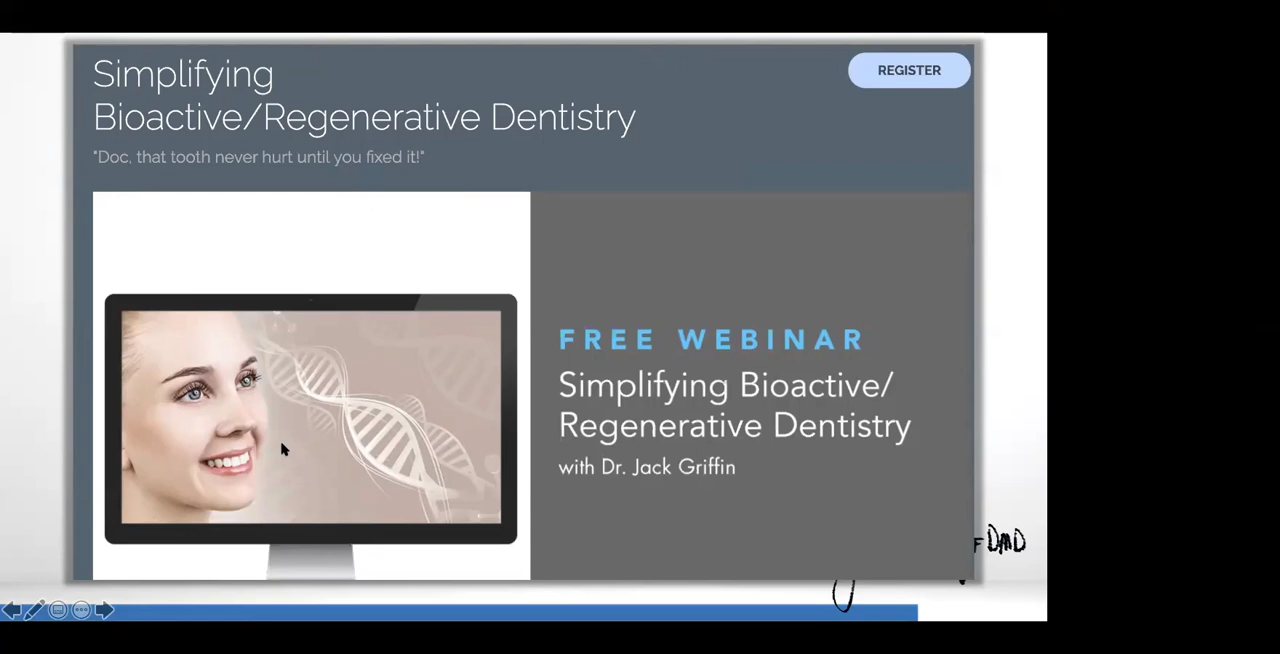 Simplifying
Bioactive/Regenerative Dentistry
REGISTER
"Doc, that tooth never hurt until you fixed it!"
FREE WEBINAR
Simplifying Bioactive/
Regenerative Dentistry
with Dr. Jack Griffin
DMD